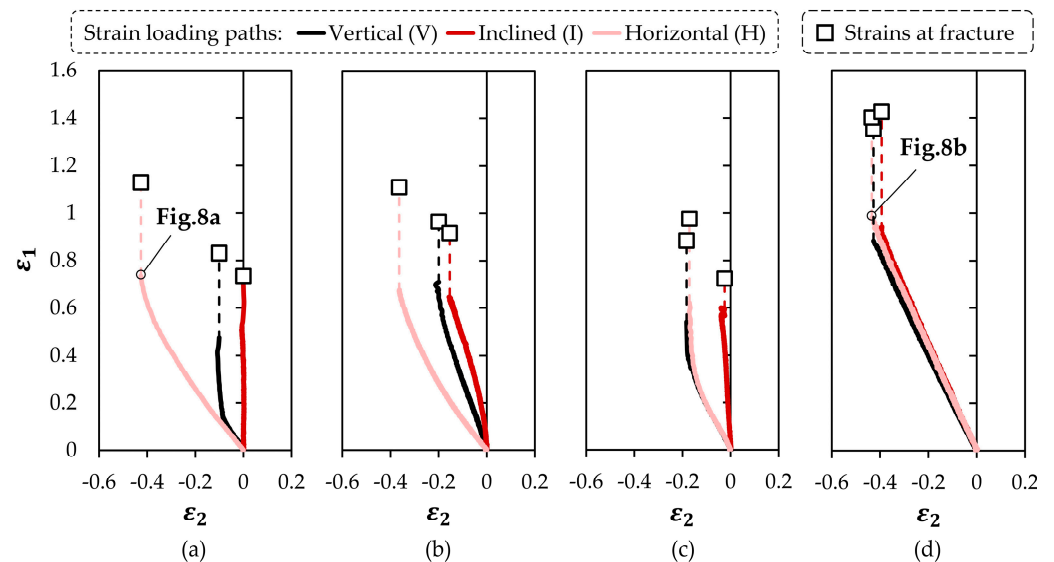 Strain loading paths: Vertical (V) Inclined (I) Horizontal (H) Strains at fracture
1.6
1.4
1.2
1
0.8
0.6
0.4
0.2
0
ε₁
Fig.8a
Fig.8b
-0.6 -0.4 -0.2 0 0.2 -0.6 -0.4 -0.2 0 0.2 -0.6 -0.4 -0.2 0 0.2 -0.6 -0.4 -0.2 0 0.2
ε₂ ε₂ ε₂ ε₂
(a) (b) (c) (d)